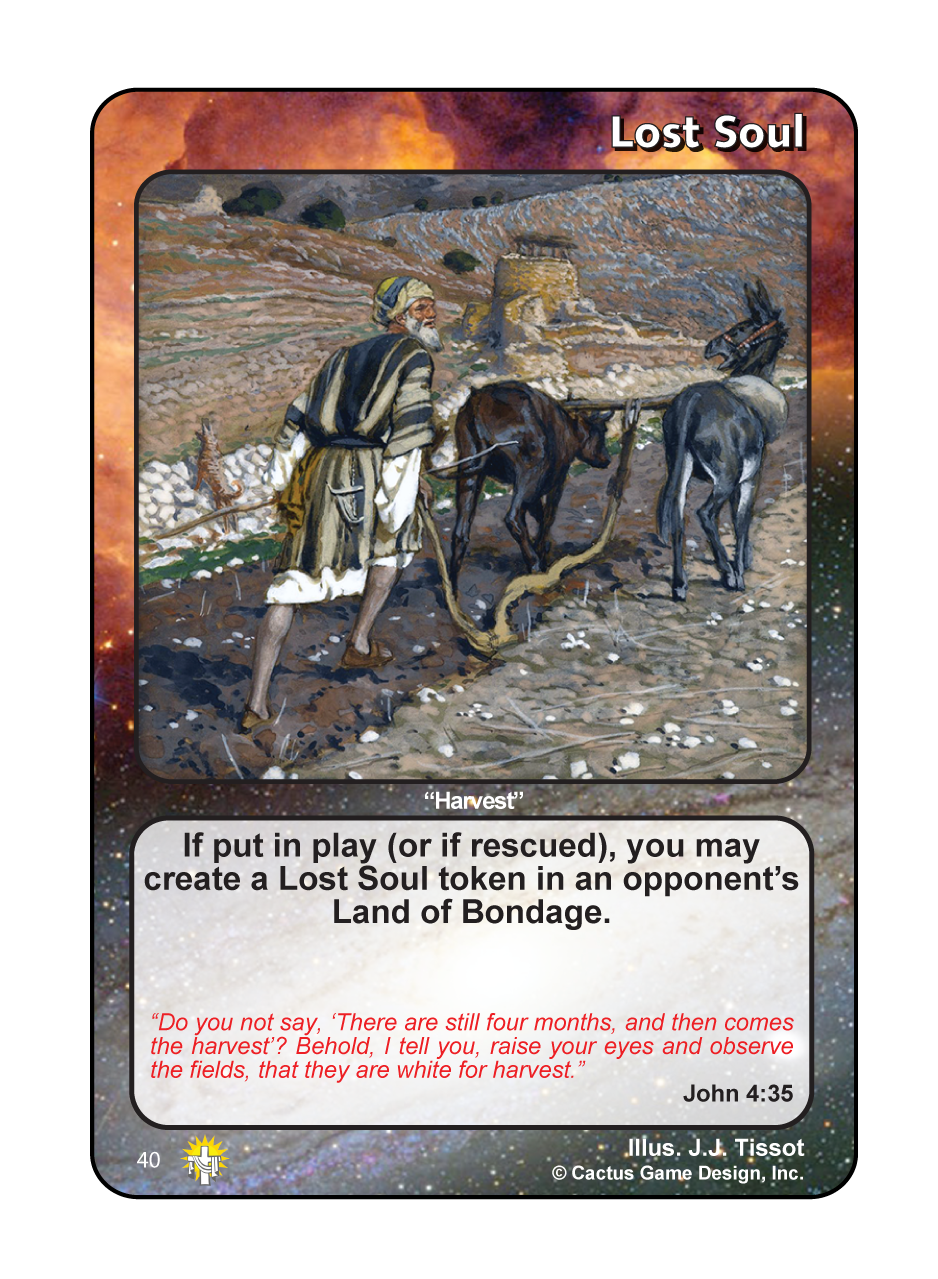 Lost Soul
“Harvest”
If put in play (or if rescued), you may
create a Lost Soul token in an opponent’s
Land of Bondage.
“Do you not say, ‘There are still four months, and then comes
the harvest’? Behold, I tell you, raise your eyes and observe
the fields, that they are white for harvest.”
John 4:35
40
Illus. J.J. Tissot
© Cactus Game Design, Inc.